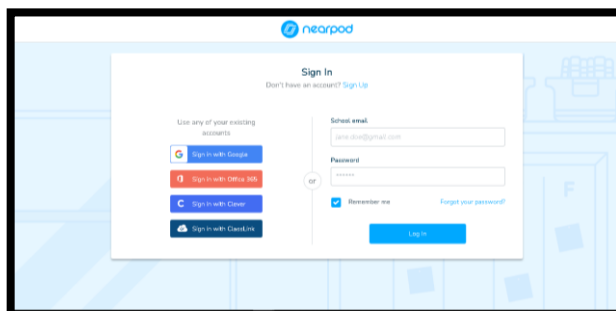 nearpod
Sign In
Don't have an account? Sign Up
Use any of your existing
accounts
Sign in with Google
Sign in with Office 365
Sign in with Clever
Sign in with ClassLink
or
School email
jane.doe@gmail.com
Password
******
Remember me
Forgot your password?
Log in
F